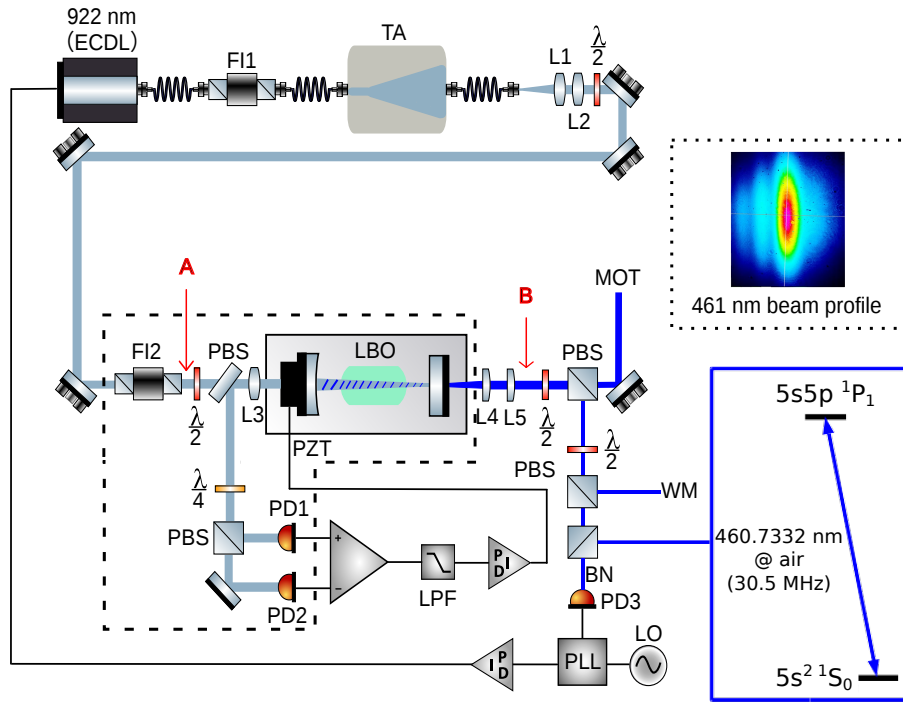 922 nm
(ECDL)
FI1
TA
L1
L2
λ/2
MOT
461 nm beam profile
A
B
FI2
PBS
LBO
PBS
λ/2
L3
PZT
L4
L5
λ/2
λ/2
5s5p ¹P₁
λ/4
PBS
WM
PD1
PBS
460.7332 nm
@ air
(30.5 MHz)
+
−
P
I
D
LPF
PD2
BN
PD3
LO
P
I
D
PLL
5s² ¹S₀